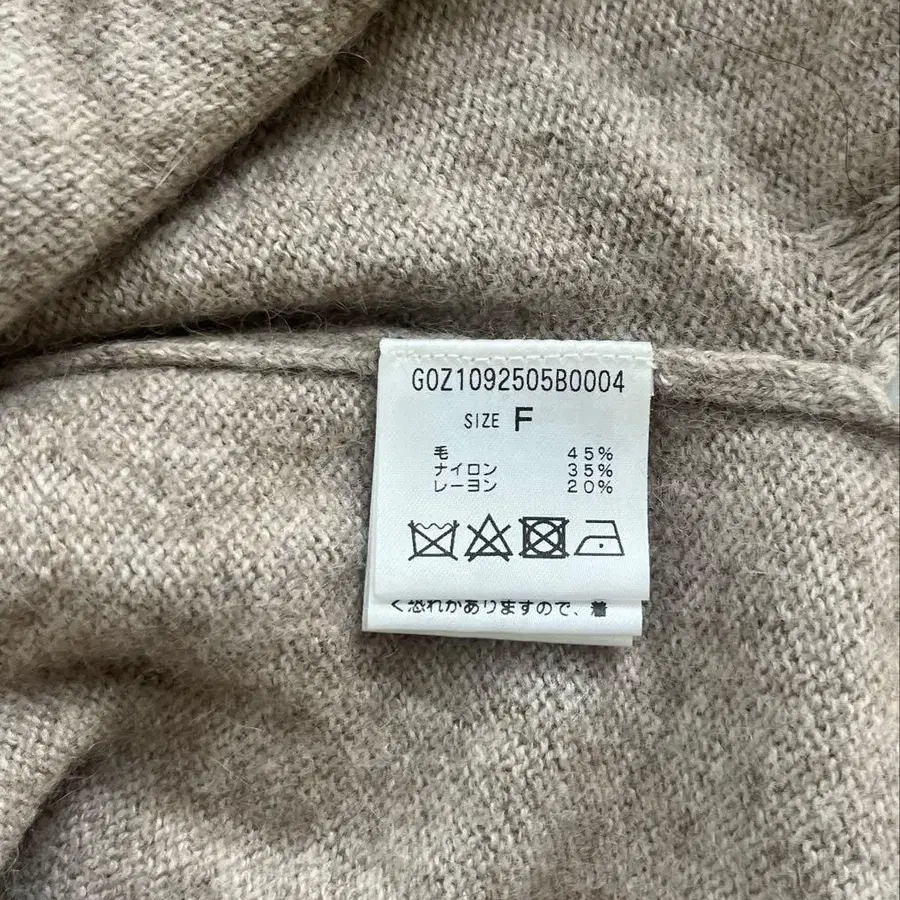 G0Z1092505B0004
SIZE F
毛 45%
ナイロン 35%
レーヨン 20%
く恐れがありますので、着